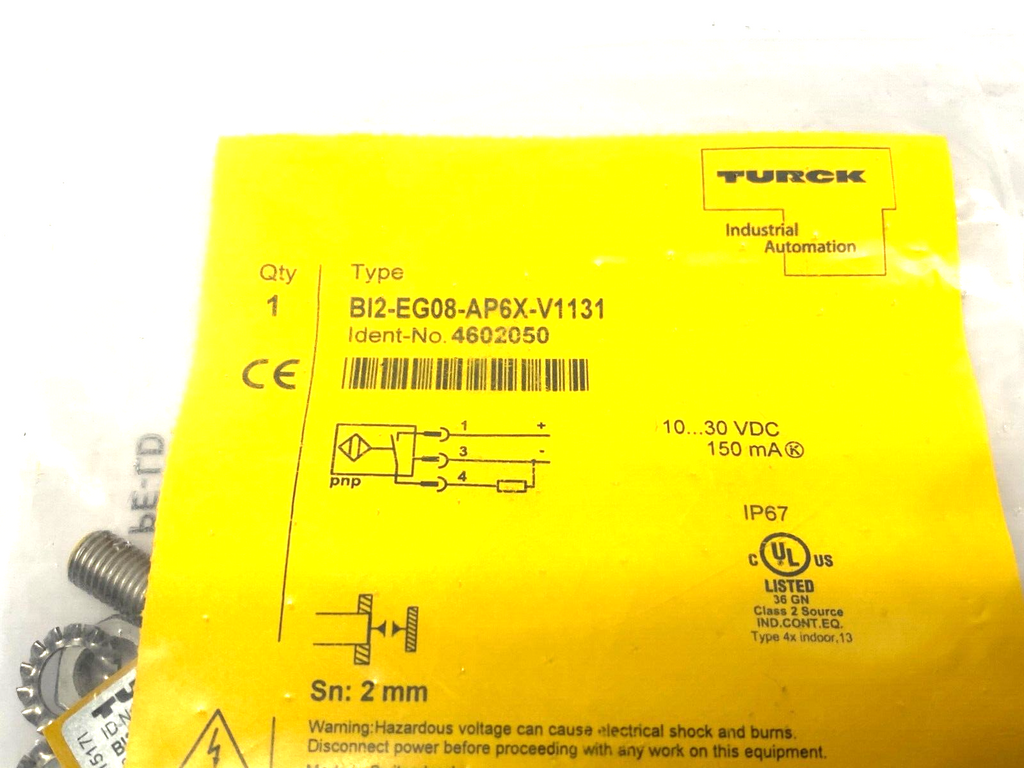 TURCK
Industrial
Automation
Qty
Type
1
BI2-EG08-AP6X-V1131
Ident-No. 4602050
CE
1 +
3 -
4
pnp
10...30 VDC
150 mA K
IP67
C UL US
LISTED
36 GN
Class 2 Source
IND.CONT.EQ.
Type 4x indoor,13
PE-LD
Sn: 2 mm
Warning:Hazardous voltage can cause electrical shock and burns.
Disconnect power before proceeding with any work on this equipment.
ID-N